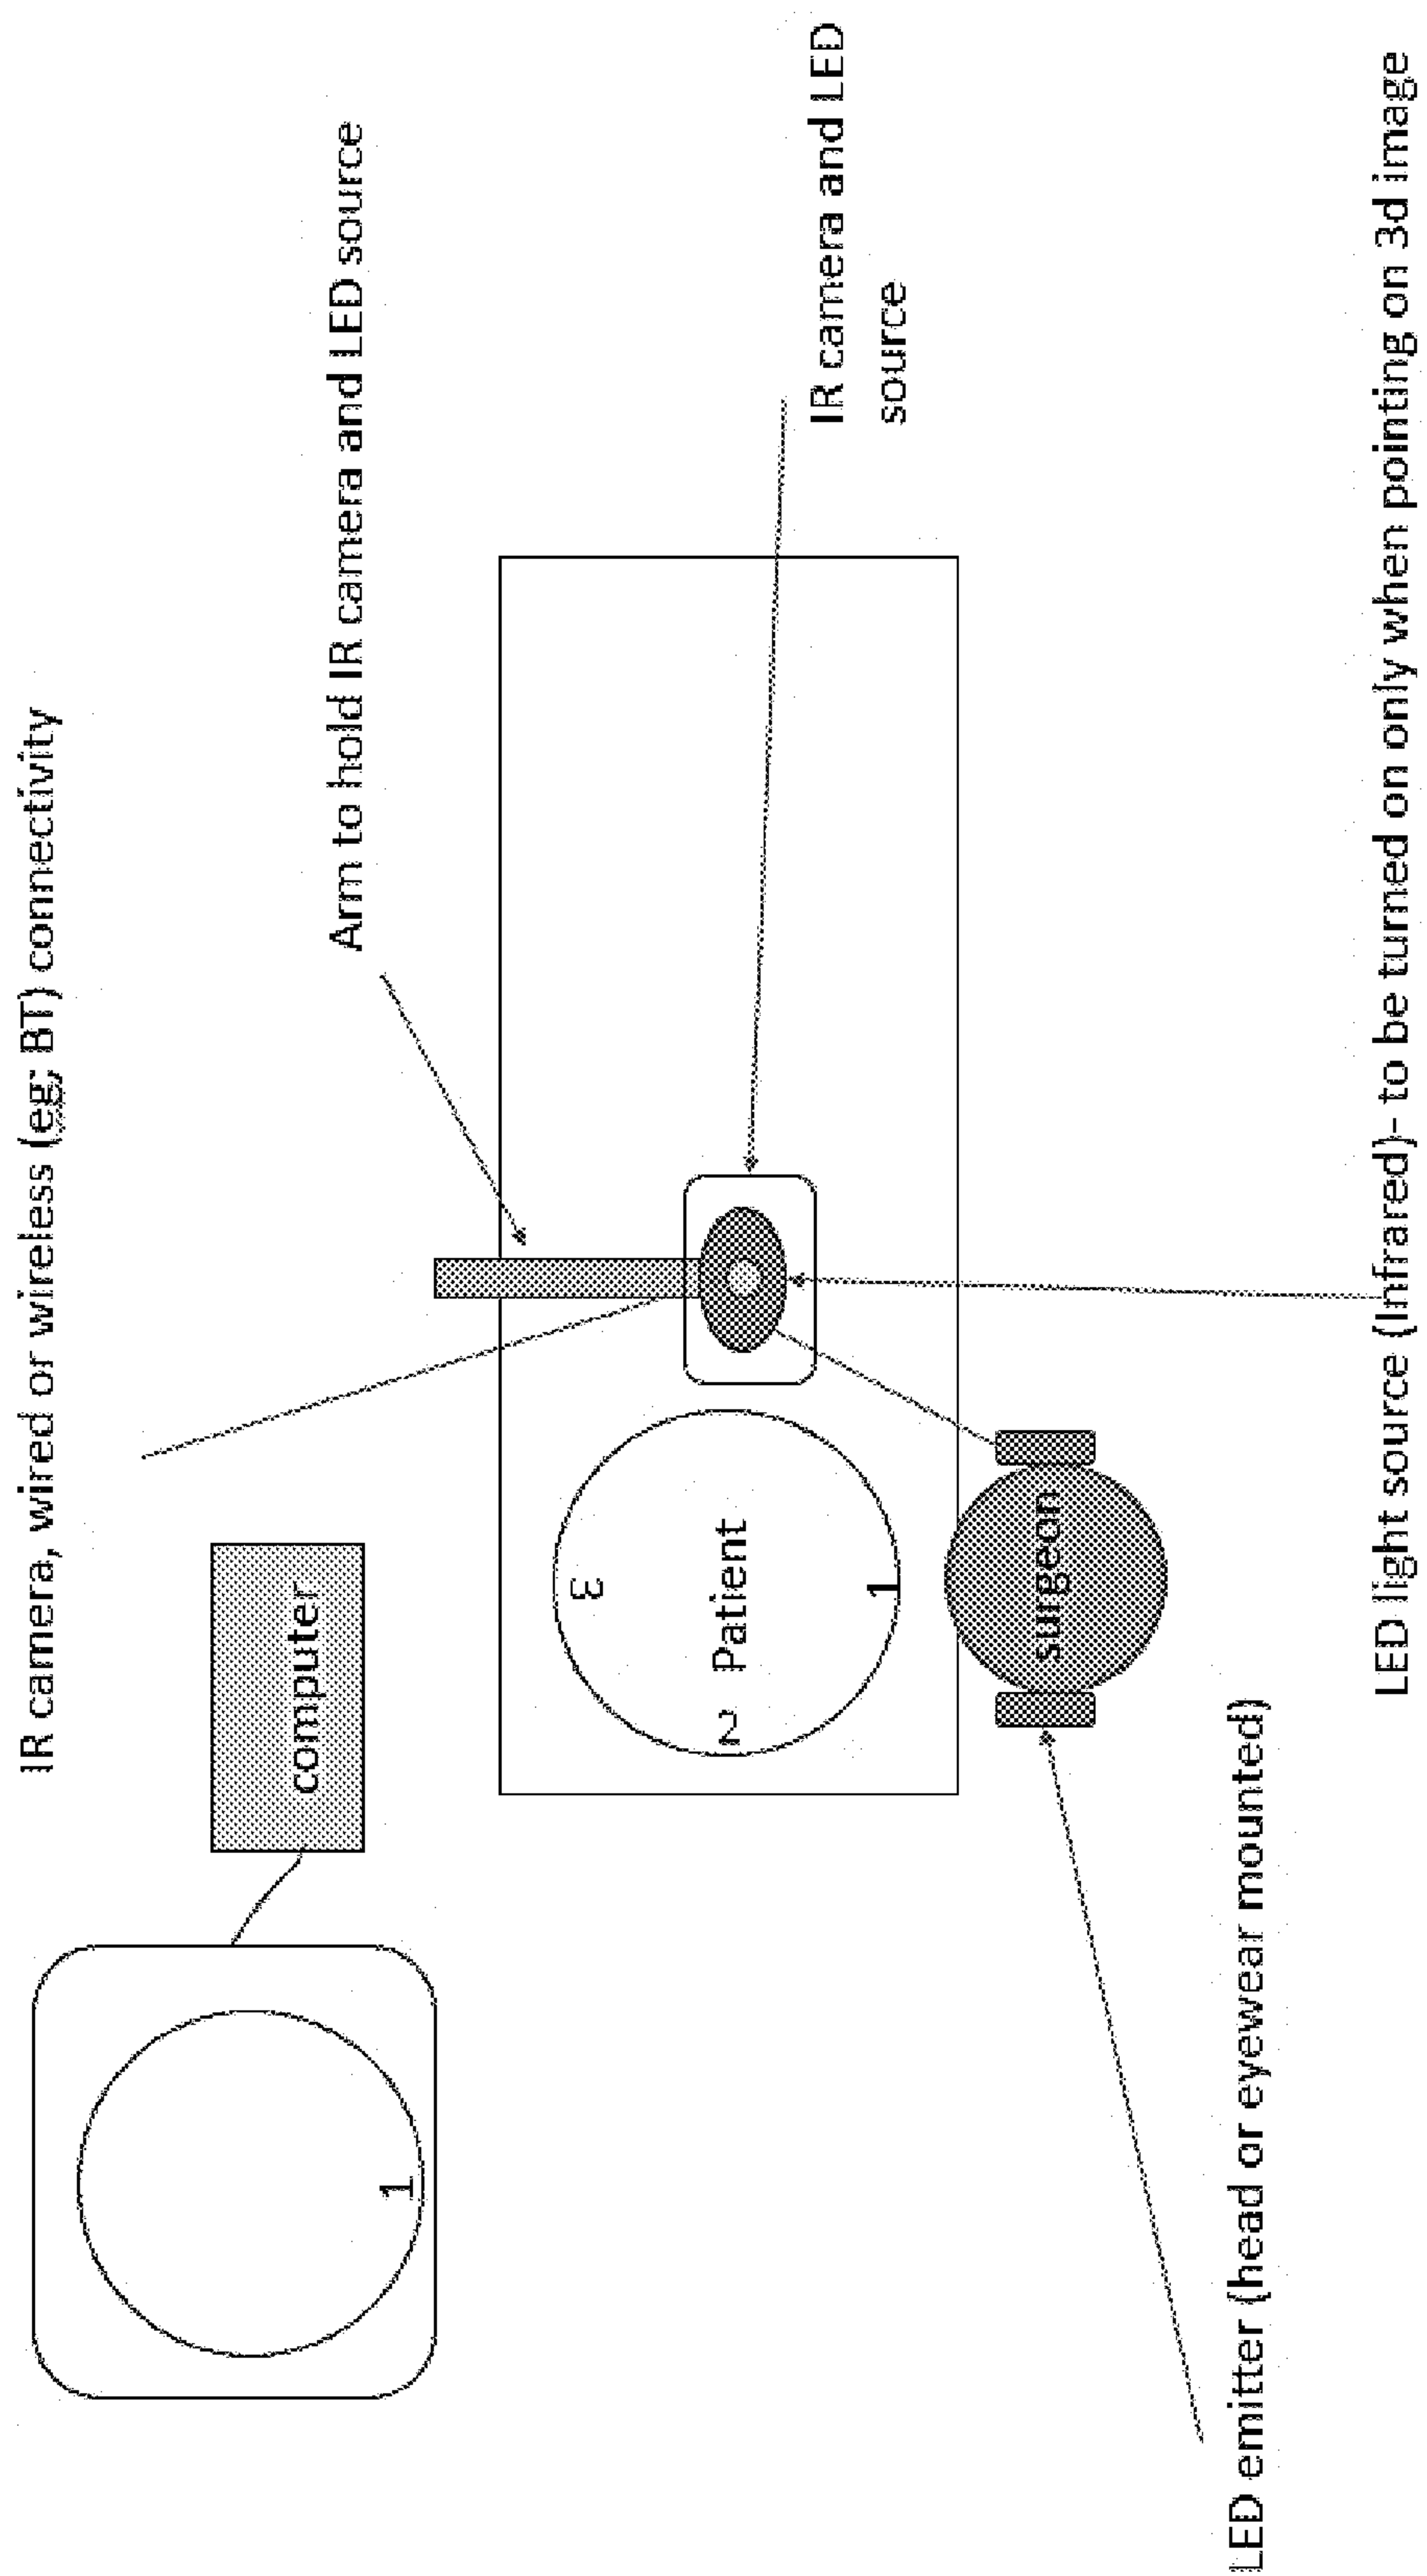 IR camera, wired or wireless (eg; BT) connectivity
computer
Arm to hold IR camera and LED source
1
3
2 Patient
IR camera and LED
source
1
surgeon
LED emitter (head or eyewear mounted)
LED light source (Infrared)- to be turned on only when pointing on 3d image